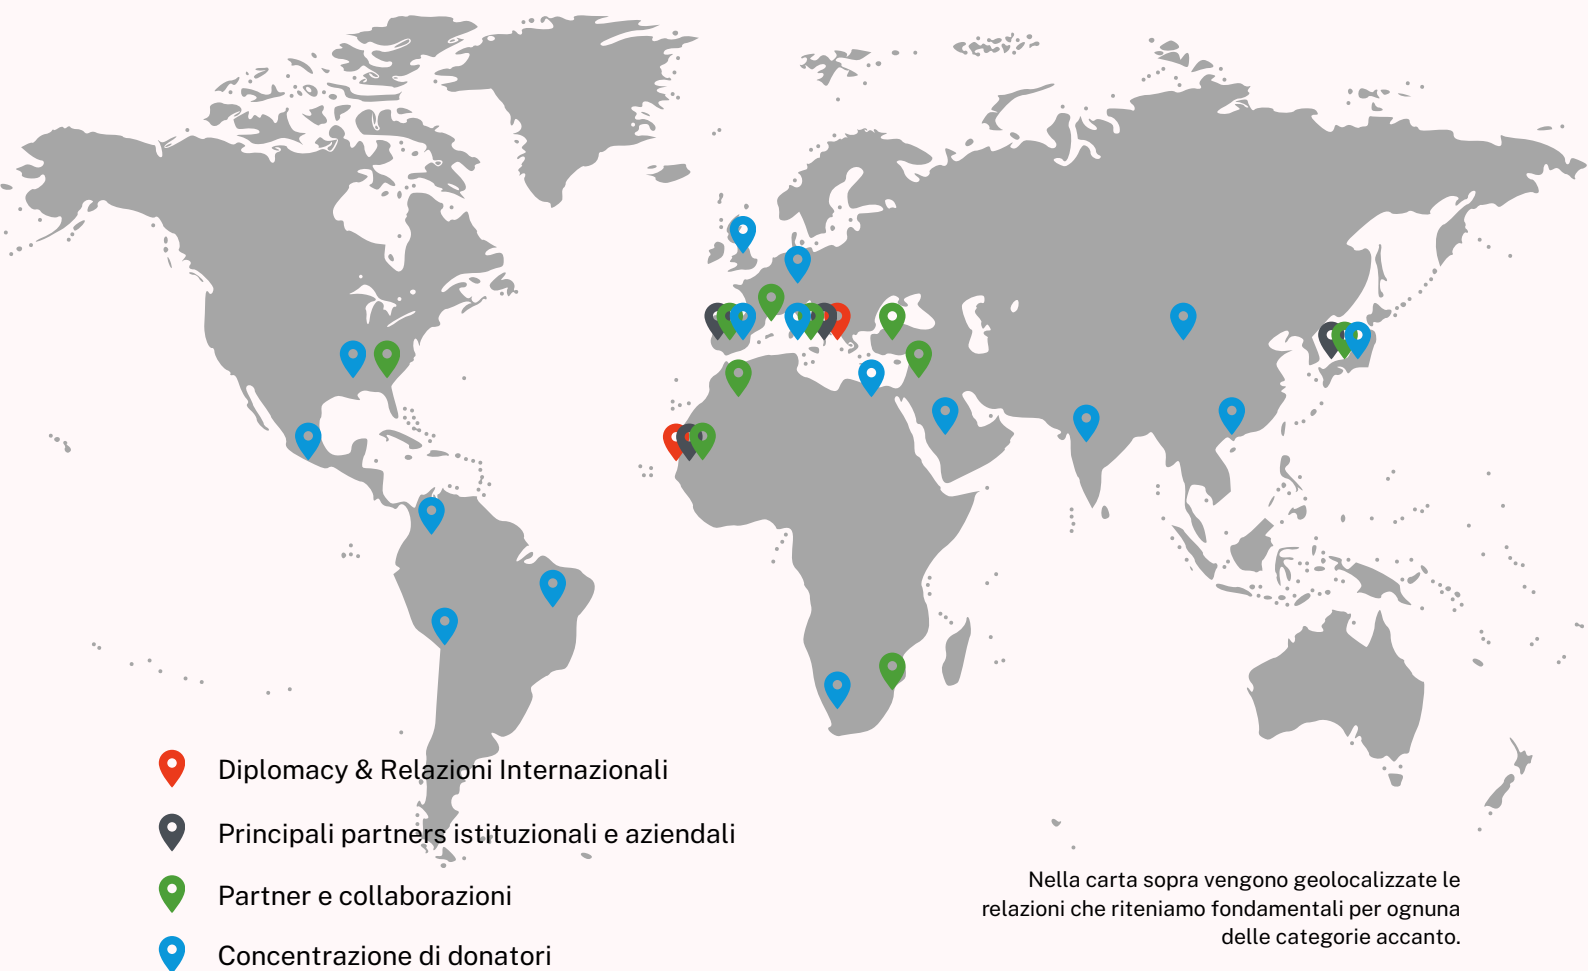 Diplomacy & Relazioni Internazionali
Principali partners istituzionali e aziendali
Partner e collaborazioni
Concentrazione di donatori
Nella carta sopra vengono geolocalizzate le
relazioni che riteniamo fondamentali per ognuna
delle categorie accanto.